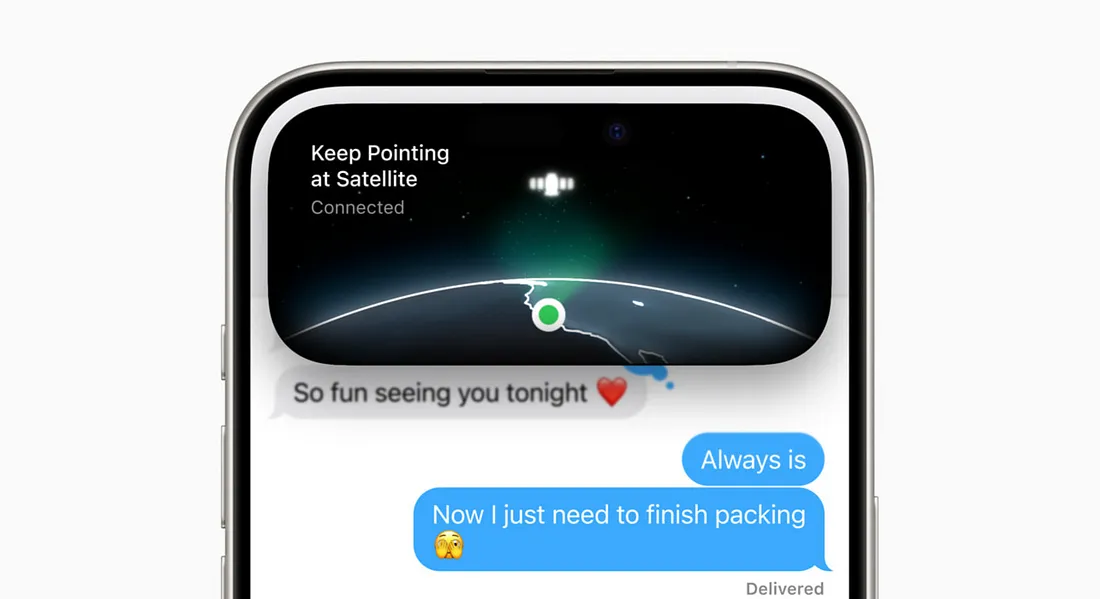 Keep Pointing
at Satellite
Connected
So fun seeing you tonight ❤️
Always is
Now I just need to finish packing
🫣
Delivered